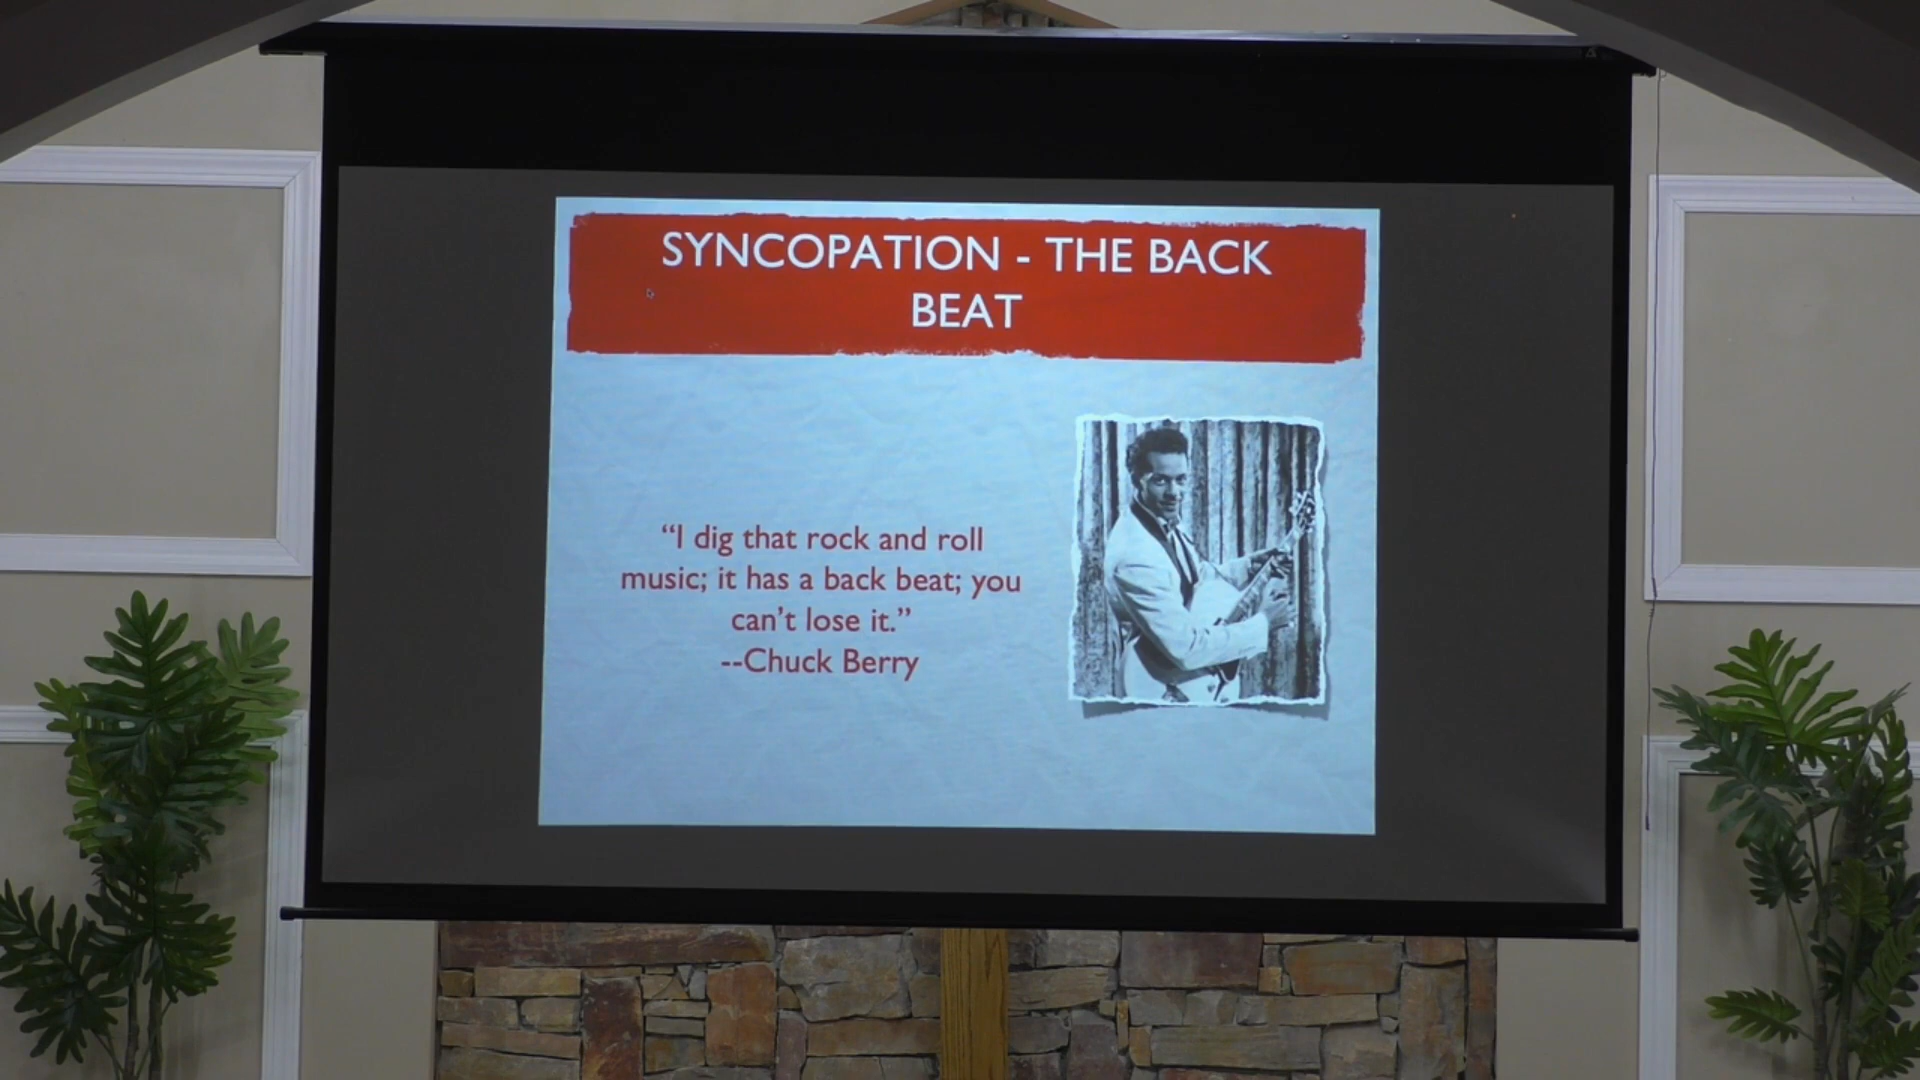 SYNCOPATION - THE BACK
BEAT
“I dig that rock and roll
music; it has a back beat; you
can’t lose it.”
--Chuck Berry